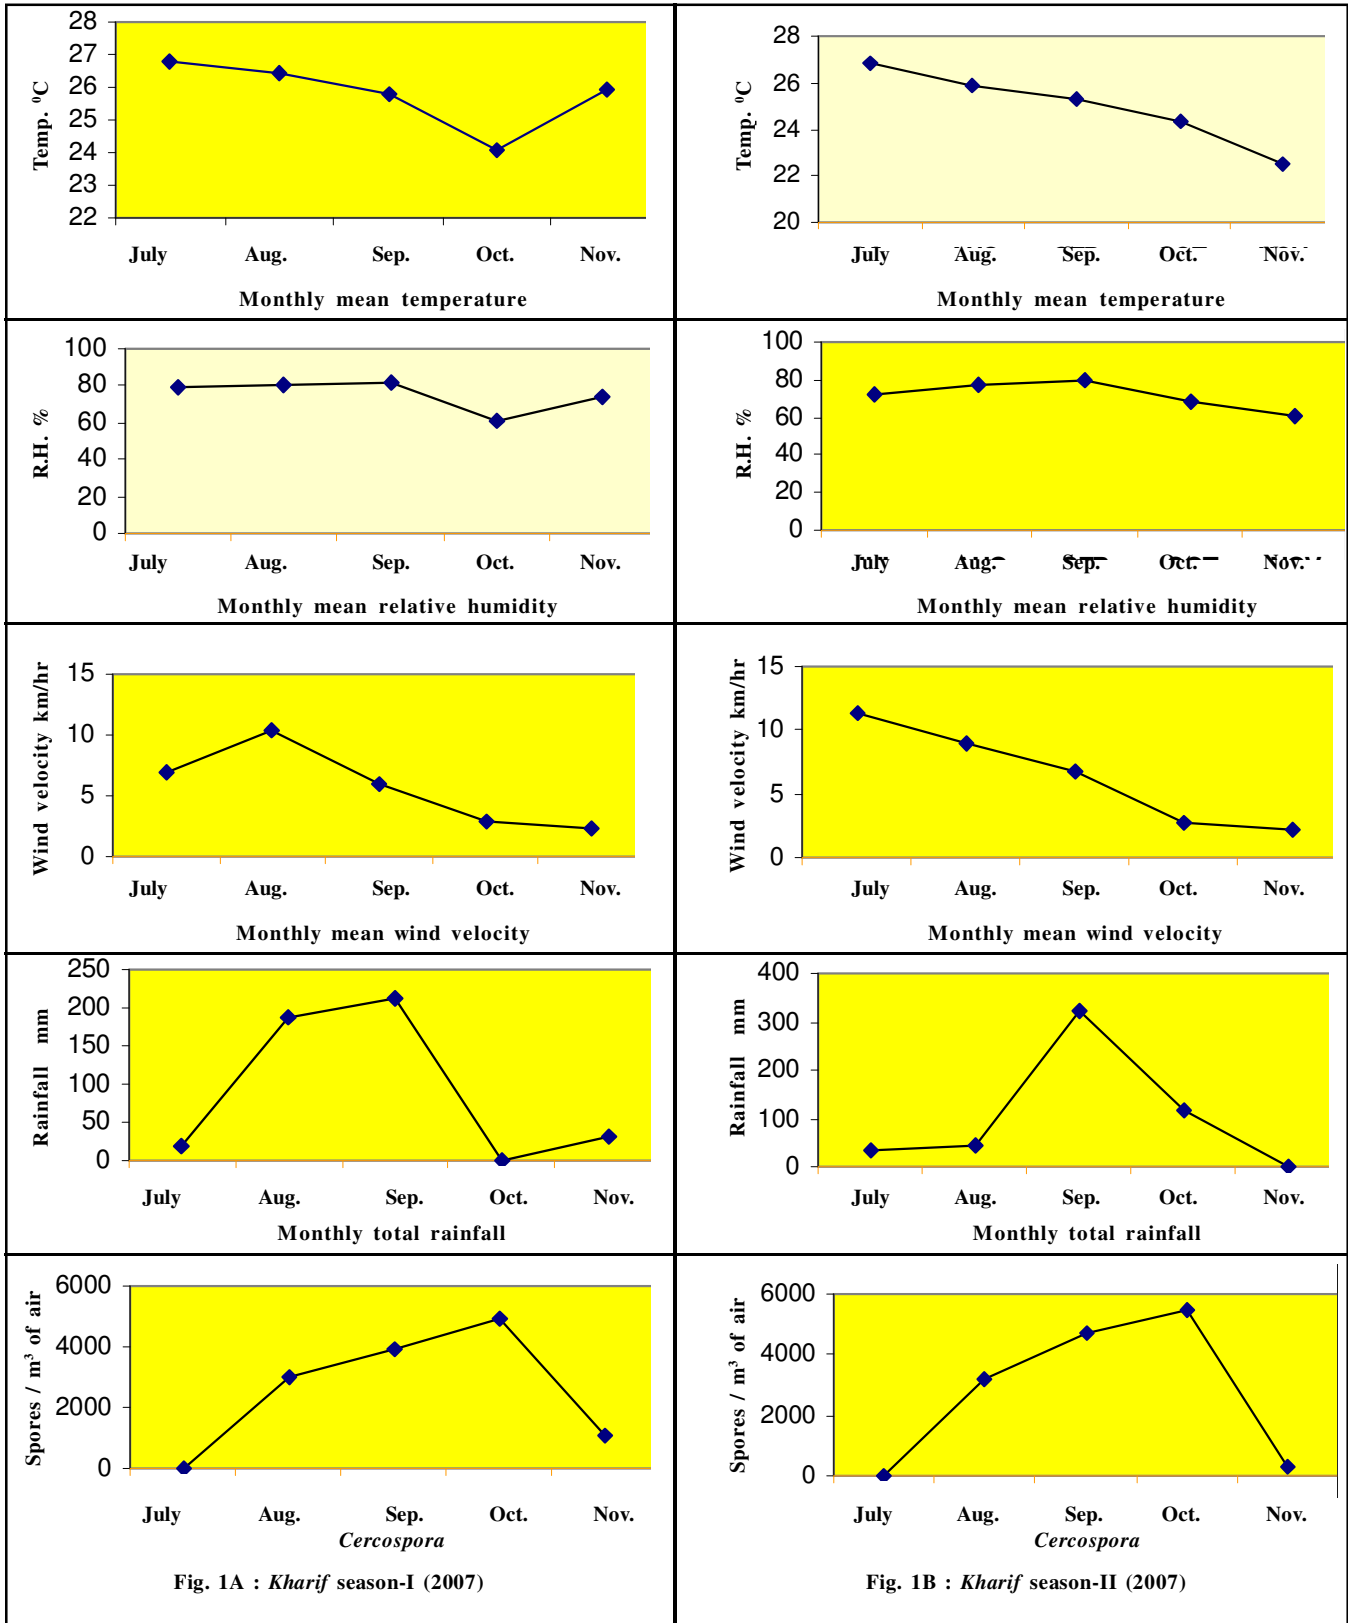 28
27
26
25
24
23
22
Temp. ⁰C
July Aug. Sep. Oct. Nov.
Monthly mean temperature
28
26
24
22
20
Temp. ⁰C
July Aug. Sep. Oct. Nov.
Monthly mean temperature
100
80
60
40
20
0
R.H. %
July Aug. Sep. Oct. Nov.
Monthly mean relative humidity
100
80
60
40
20
0
R.H. %
July Aug. Sep. Oct. Nov.
Monthly mean relative humidity
15
10
5
0
Wind velocity km/hr
July Aug. Sep. Oct. Nov.
Monthly mean wind velocity
15
10
5
0
Wind velocity km/hr
July Aug. Sep. Oct. Nov.
Monthly mean wind velocity
250
200
150
100
50
0
Rainfall mm
July Aug. Sep. Oct. Nov.
Monthly total rainfall
400
300
200
100
0
Rainfall mm
July Aug. Sep. Oct. Nov.
Monthly total rainfall
6000
4000
2000
0
Spores / m³ of air
July Aug. Sep. Oct. Nov.
Cercospora
Fig. 1A : Kharif season-I (2007)
6000
4000
2000
0
Spores / m³ of air
July Aug. Sep. Oct. Nov.
Cercospora
Fig. 1B : Kharif season-II (2007)